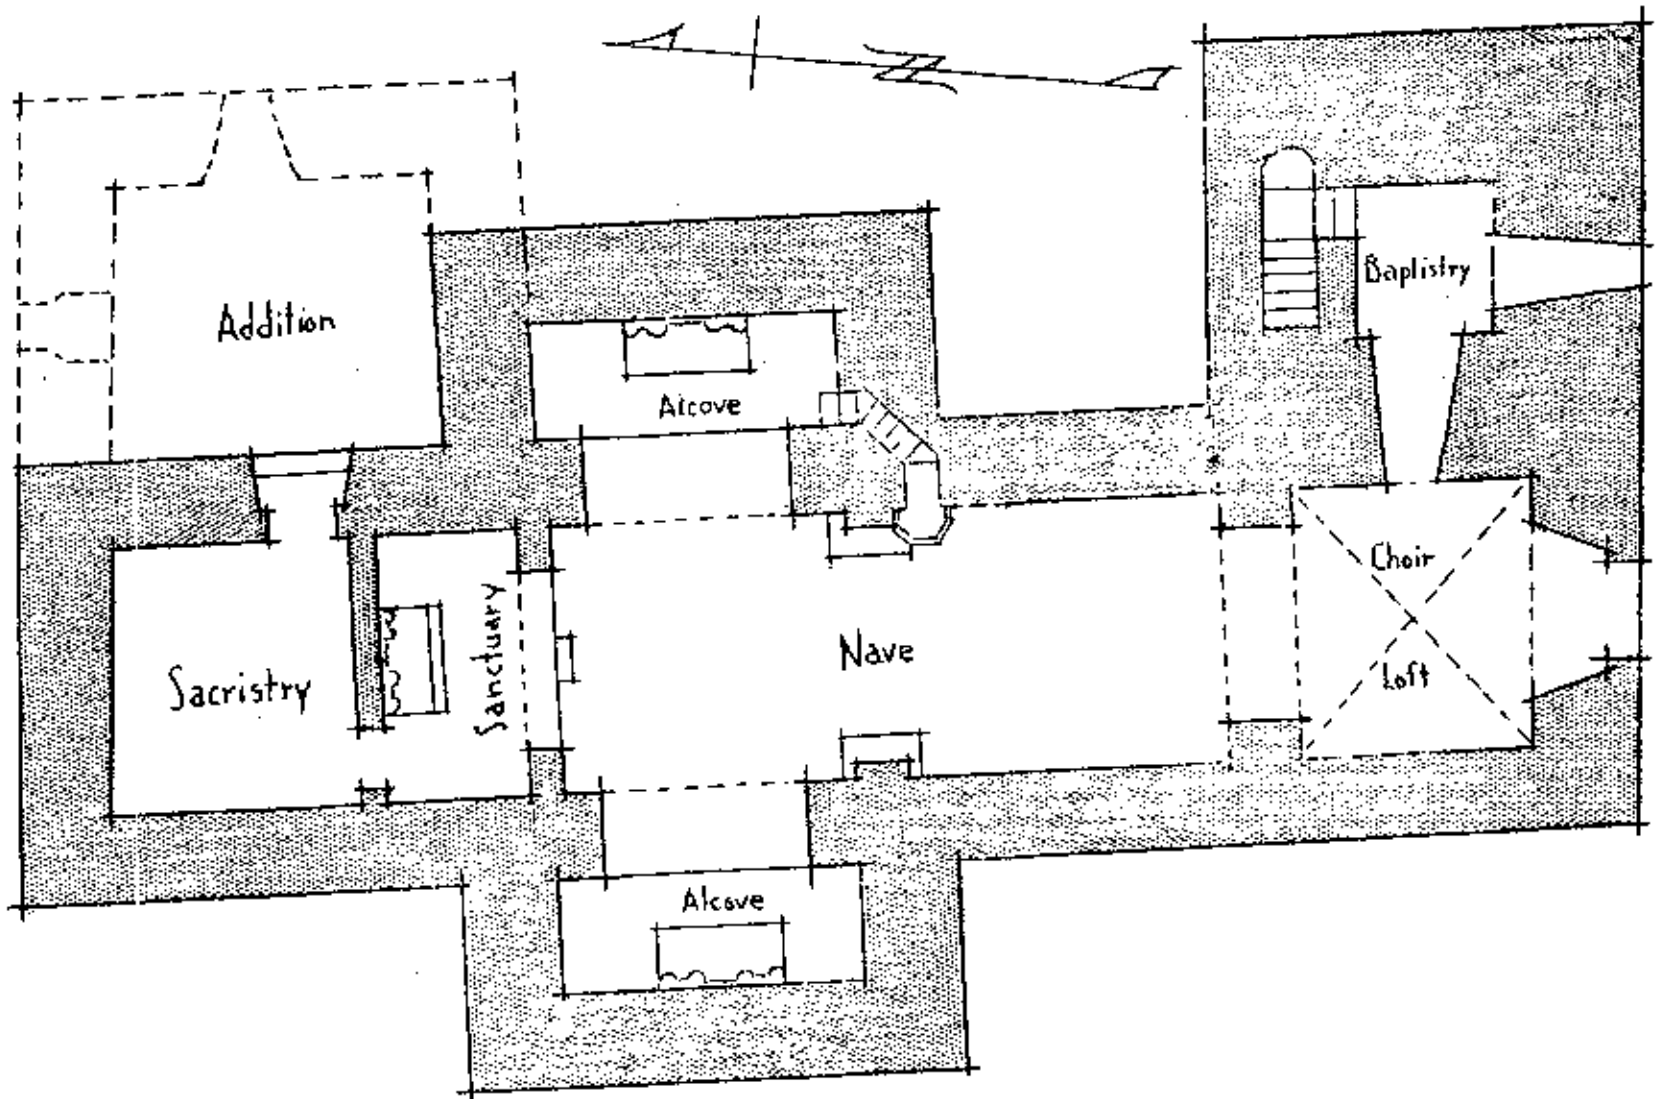 Addition
Baptistry
Alcove
Choir
Loft
Nave
Sanctuary
Sacristry
Alcove